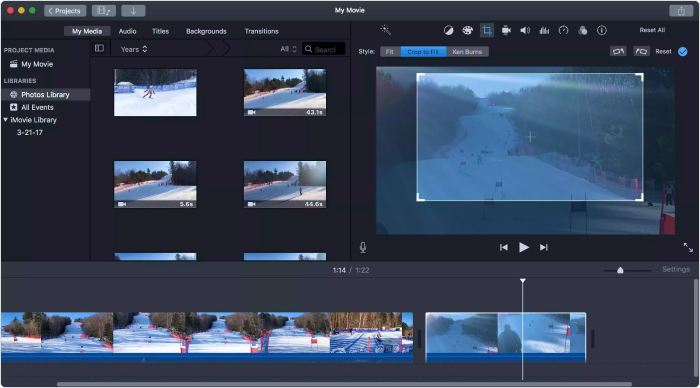 Projects
My Movie
My Media Audio Titles Backgrounds Transitions
Reset All
PROJECT MEDIA
My Movie
LIBRARIES
Photos Library
All Events
iMovie Library
3-21-17
Years
All
Search
Style: Fit Crop to Fill Ken Burns
Reset
43.1s
5.6s
44.6s
1:14 / 1:22
Settings